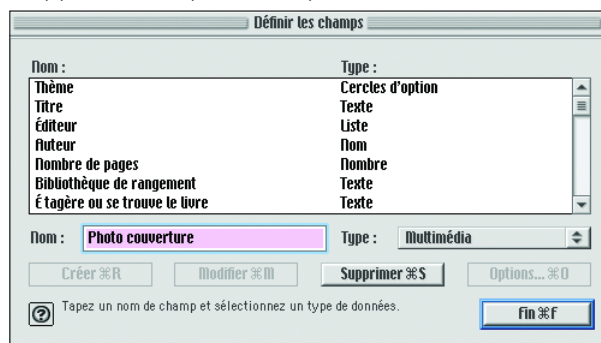 Définir les champs
Nom : Type :
Thème Cercles d'option
Titre Texte
Éditeur Liste
Auteur Nom
Nombre de pages Nombre
Bibliothèque de rangement Texte
É tagère ou se trouve le livre Texte
Nom : Photo couverture Type : Multimédia
Créer ⌘R Modifier ⌘M Supprimer ⌘S Options... ⌘O
Tapez un nom de champ et sélectionnez un type de données.
Fin ⌘F